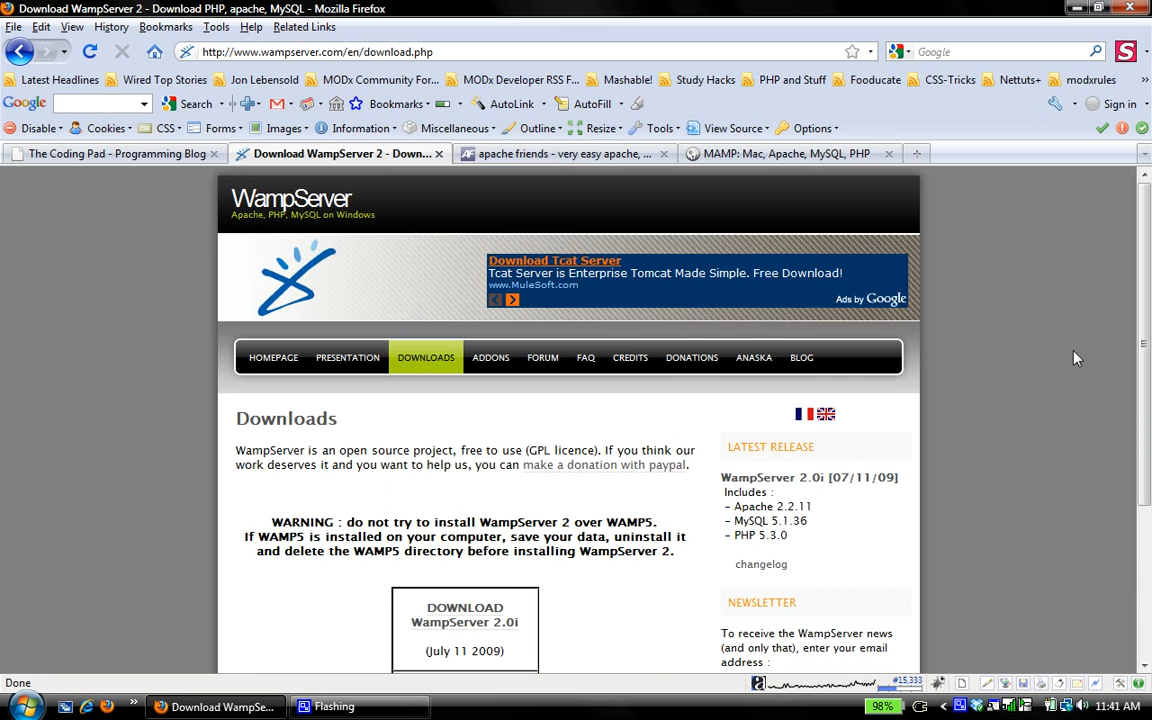 Download WampServer 2 - Download PHP, apache, MySQL - Mozilla Firefox
File Edit View History Bookmarks Tools Help Related Links
http://www.wampserver.com/en/download.php Google S
Latest Headlines Wired Top Stories Jon Lebensold MODx Community For... MODx Developer RSS F... Mashable! Study Hacks PHP and Stuff Fooducate CSS-Tricks Nettuts+ modxrules »
Google Search Bookmarks AutoLink AutoFill Sign in
Disable Cookies CSS Forms Images Information Miscellaneous Outline Resize Tools View Source Options
The Coding Pad - Programming Blog Download WampServer 2 - Down... AF apache friends - very easy apache, ... MAMP: Mac, Apache, MySQL, PHP
WampServer
Apache, PHP, MySQL on Windows
Download Tcat Server
Tcat Server is Enterprise Tomcat Made Simple. Free Download!
www.MuleSoft.com
Ads by Google
HOMEPAGE PRESENTATION DOWNLOADS ADDONS FORUM FAQ CREDITS DONATIONS ANASKA BLOG
Downloads
WampServer is an open source project, free to use (GPL licence). If you think our
work deserves it and you want to help us, you can make a donation with paypal.
WARNING : do not try to install WampServer 2 over WAMP5.
If WAMP5 is installed on your computer, save your data, uninstall it
and delete the WAMP5 directory before installing WampServer 2.
DOWNLOAD
WampServer 2.0i
(July 11 2009)
LATEST RELEASE
WampServer 2.0i [07/11/09]
Includes :
- Apache 2.2.11
- MySQL 5.1.36
- PHP 5.3.0
changelog
NEWSLETTER
To receive the WampServer news
(and only that), enter your email
address :
Done #15,333
Download WampSe... Flashing 98% 11:41 AM